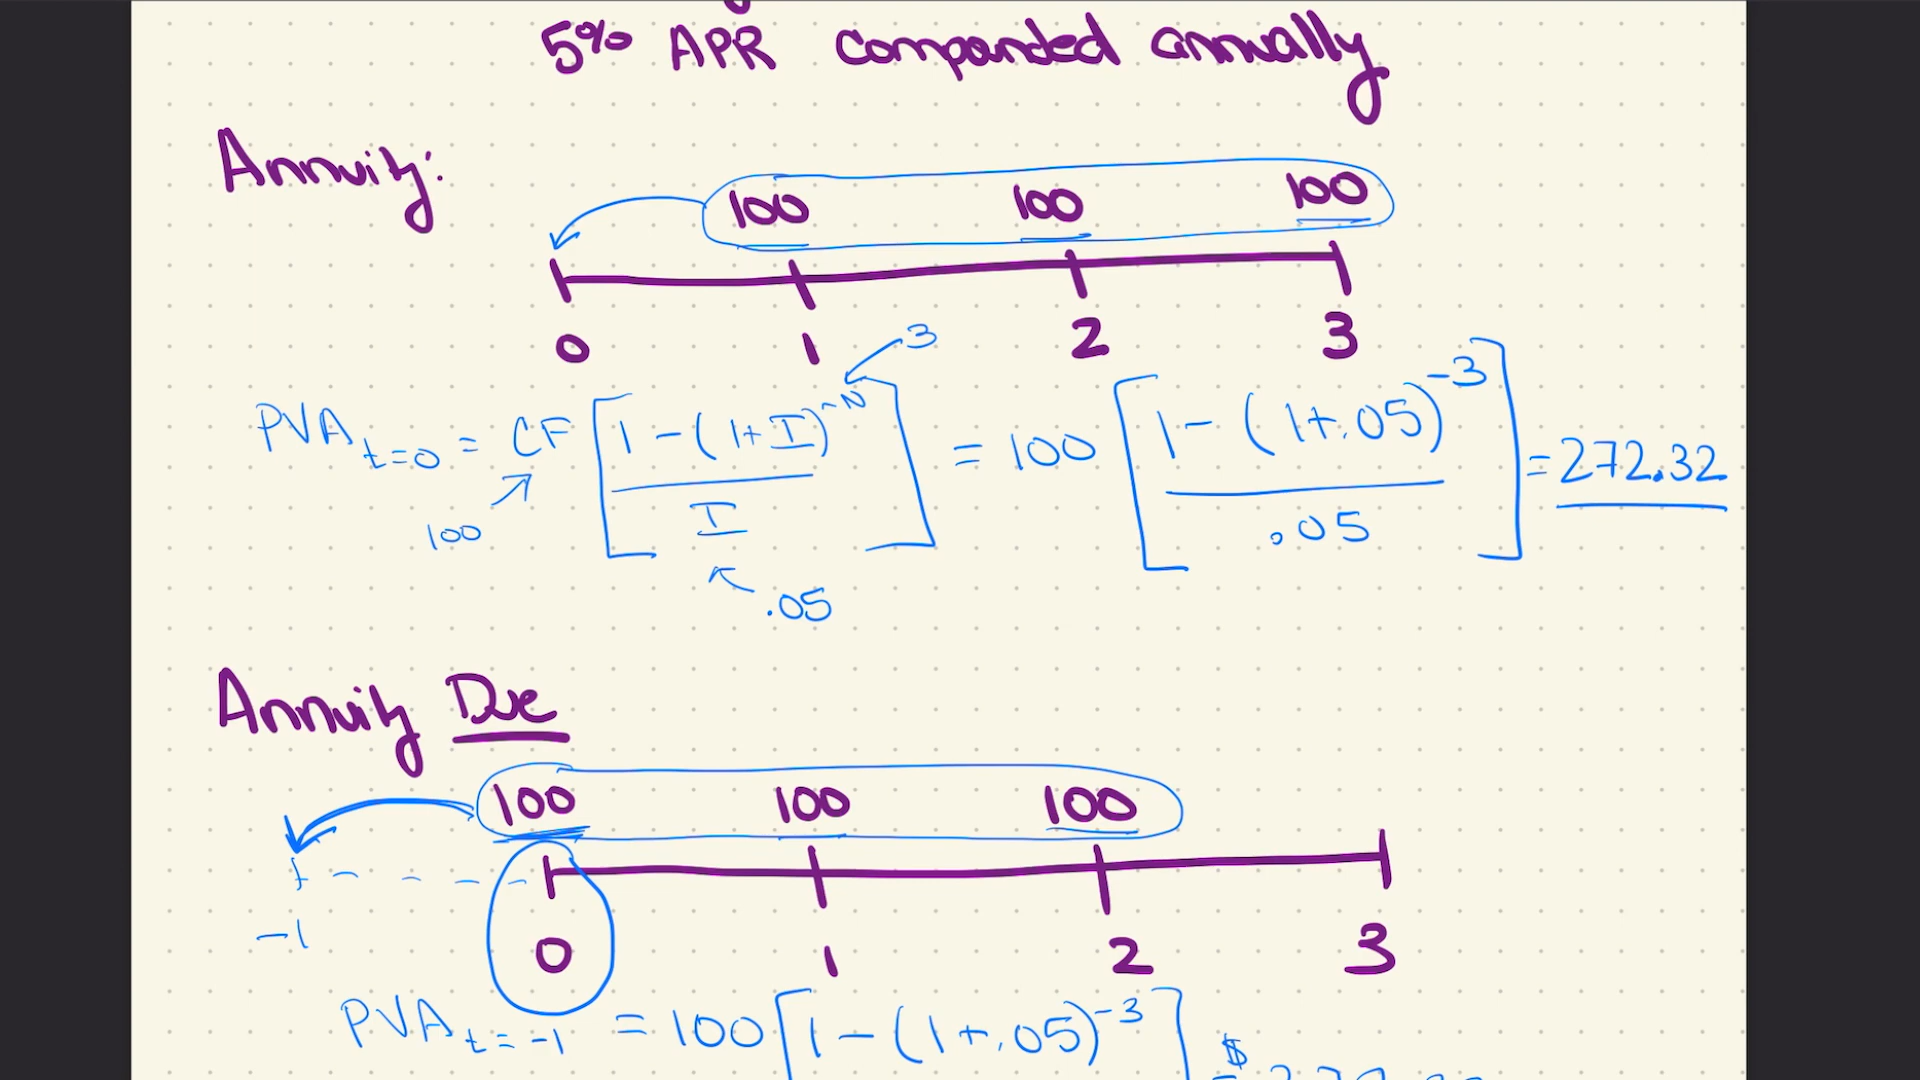 5% APR componded annually
Annuity:
100 100 100
0 1 2 3
3
PVA t=0 = CF [ 1 - (1+I)^-N / I ] = 100 [ 1 - (1+.05)^-3 / .05 ] = 272.32
100
.05
Annuity Due
100 100 100
-1 0 1 2 3
PVA t=-1 = 100 [ 1 - (1+.05)^-3 ]
$